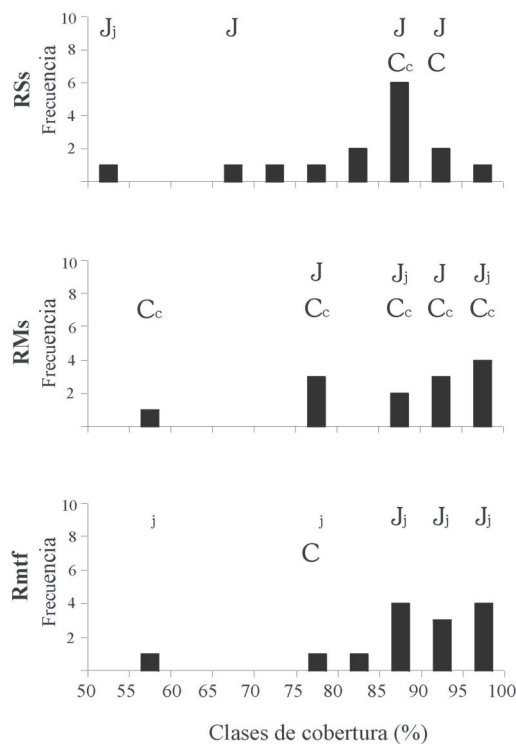 10 Jj J J J
8 Cc C
6
4
2
RSs
Frecuencia
10 J Jj J Jj
8 Cc Cc Cc Cc Cc
6
4
2
RMs
Frecuencia
10 j j Jj Jj Jj
8 C
6
4
2
Rmtf
Frecuencia
50 55 60 65 70 75 80 85 90 95 100
Clases de cobertura (%)